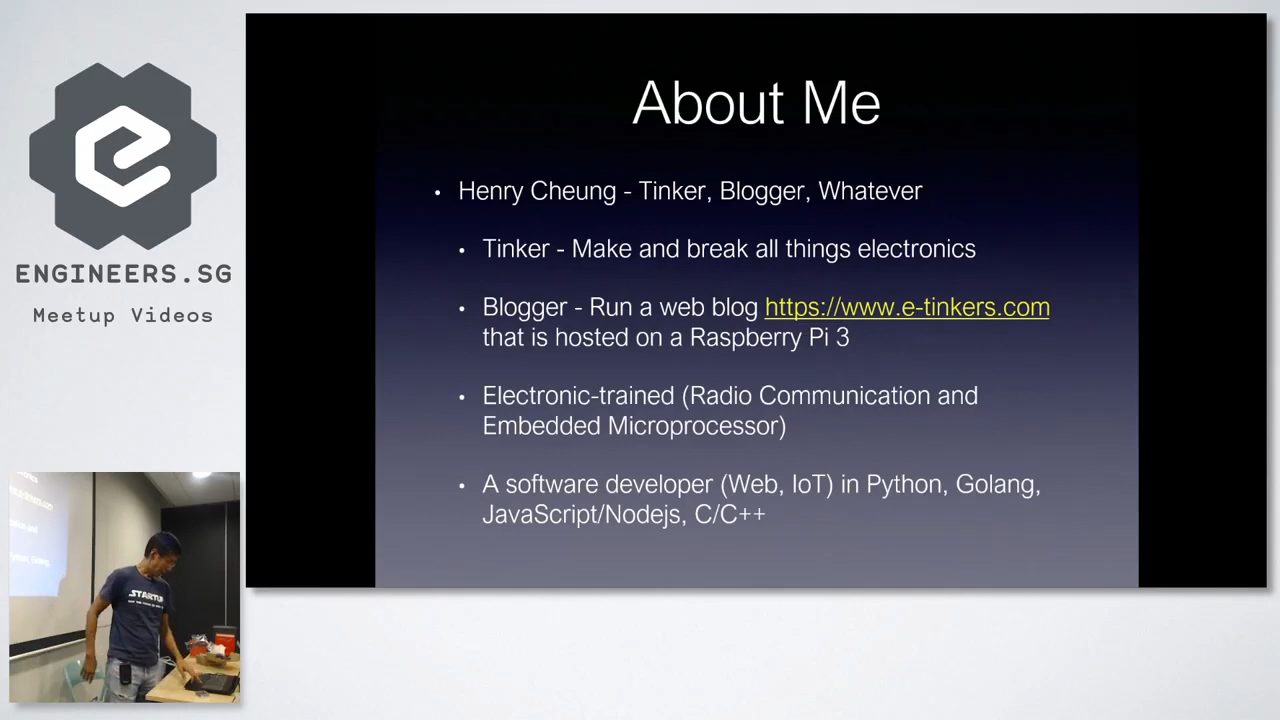 ENGINEERS.SG
Meetup Videos
About Me
• Henry Cheung - Tinker, Blogger, Whatever
• Tinker - Make and break all things electronics
• Blogger - Run a web blog https://www.e-tinkers.com
that is hosted on a Raspberry Pi 3
• Electronic-trained (Radio Communication and
Embedded Microprocessor)
• A software developer (Web, IoT) in Python, Golang,
JavaScript/Nodejs, C/C++
STARTUP